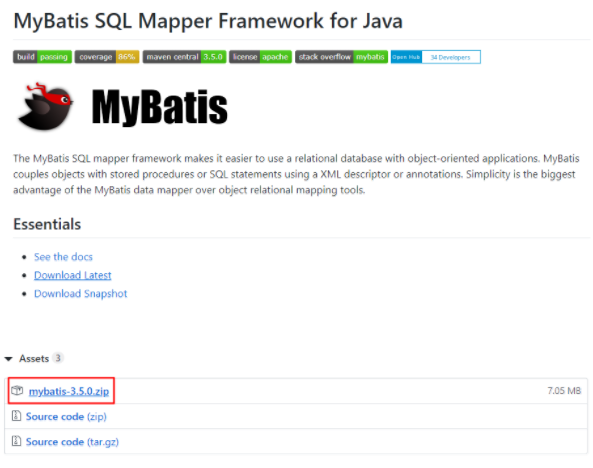 MyBatis SQL Mapper Framework for Java
build passing coverage 86% maven central 3.5.0 license apache stack overflow mybatis Open Hub 34 Developers
MyBatis
The MyBatis SQL mapper framework makes it easier to use a relational database with object-oriented applications. MyBatis
couples objects with stored procedures or SQL statements using a XML descriptor or annotations. Simplicity is the biggest
advantage of the MyBatis data mapper over object relational mapping tools.
Essentials
See the docs
Download Latest
Download Snapshot
Assets 3
mybatis-3.5.0.zip 7.05 MB
Source code (zip)
Source code (tar.gz)